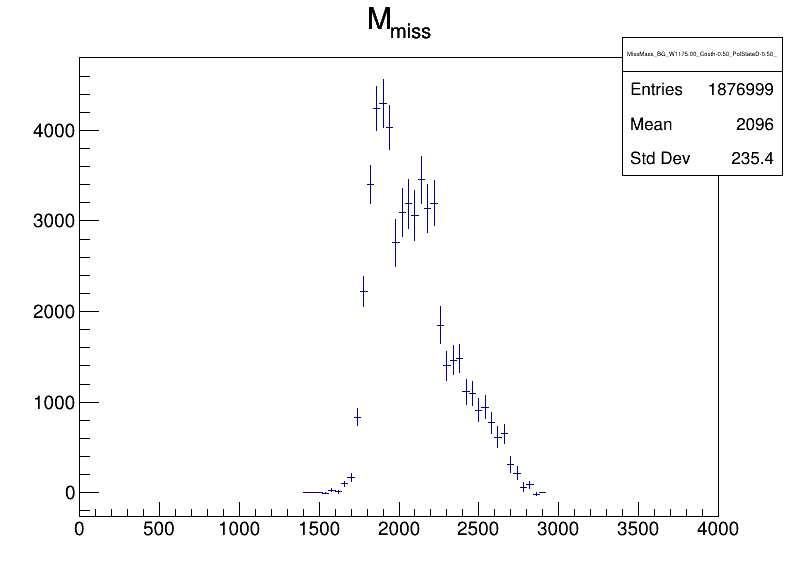 M_miss
MissMass_BG_W1175.00_Costh-0.50_PolStateD-0.50_
Entries 1876999
Mean 2096
Std Dev 235.4
4000
3000
2000
1000
0
0 500 1000 1500 2000 2500 3000 3500 4000